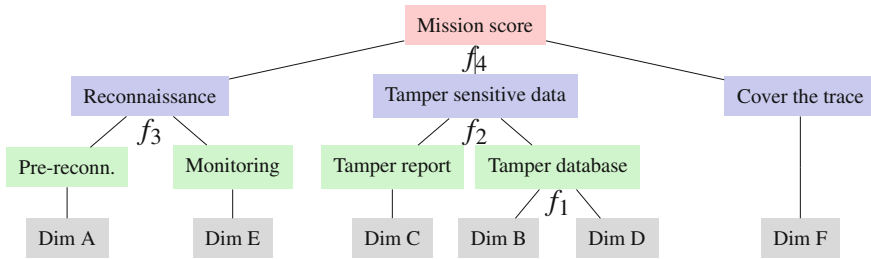 Mission score
f4
Reconnaissance
Tamper sensitive data
Cover the trace
f3
f2
Pre-reconn.
Monitoring
Tamper report
Tamper database
f1
Dim A
Dim E
Dim C
Dim B
Dim D
Dim F